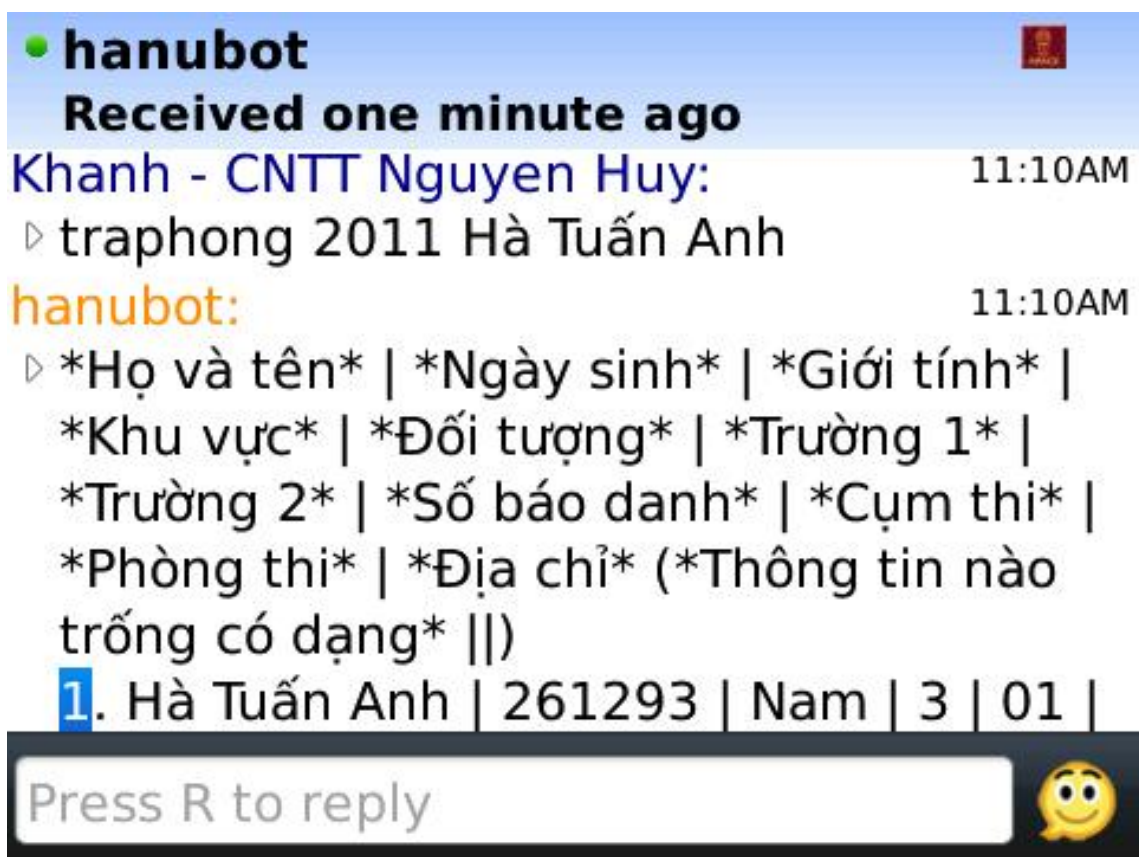 hanubot
Received one minute ago
Khanh - CNTT Nguyen Huy: 11:10AM
traphong 2011 Hà Tuấn Anh
hanubot: 11:10AM
*Họ và tên* | *Ngày sinh* | *Giới tính* |
*Khu vực* | *Đối tượng* | *Trường 1* |
*Trường 2* | *Số báo danh* | *Cụm thi* |
*Phòng thi* | *Địa chỉ* (*Thông tin nào
trống có dạng* ||)
1. Hà Tuấn Anh | 261293 | Nam | 3 | 01 |
Press R to reply